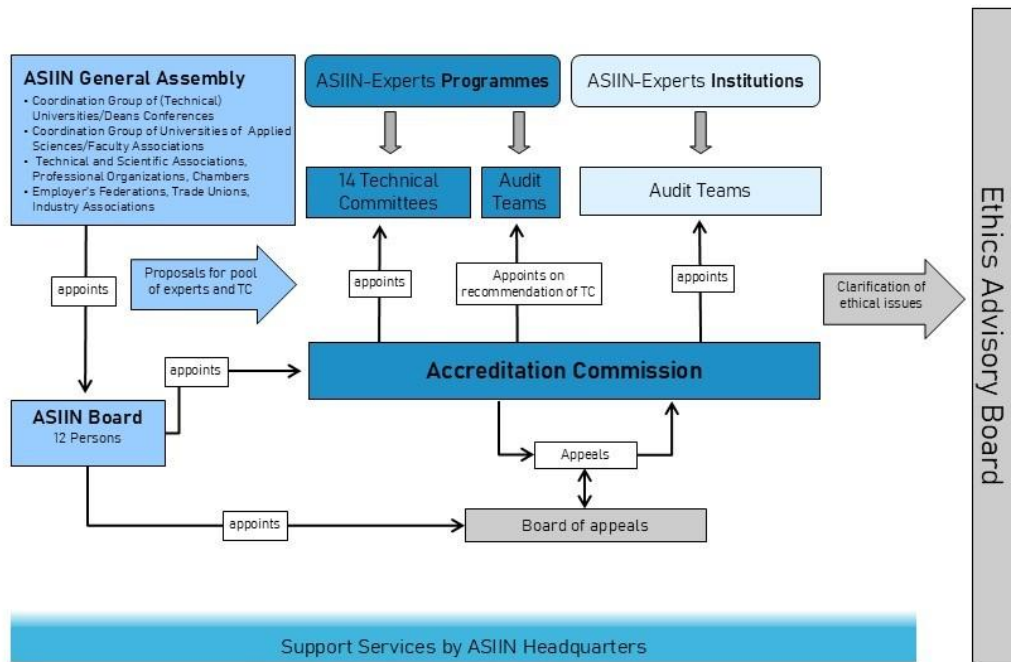 ASIIN General Assembly
• Coordination Group of (Technical)
Universities/Deans Conferences
• Coordination Group of Universities of Applied
Sciences/Faculty Associations
• Technical and Scientific Associations,
Professional Organizations, Chambers
• Employer's Federations, Trade Unions,
Industry Associations
ASIIN-Experts Programmes
ASIIN-Experts Institutions
14 Technical
Committees
Audit
Teams
Audit Teams
appoints
Proposals for pool
of experts and TC
appoints
Appoints on
recommendation of TC
appoints
Clarification of
ethical issues
Ethics Advisory Board
appoints
Accreditation Commission
ASIIN Board
12 Persons
Appeals
appoints
Board of appeals
Support Services by ASIIN Headquarters